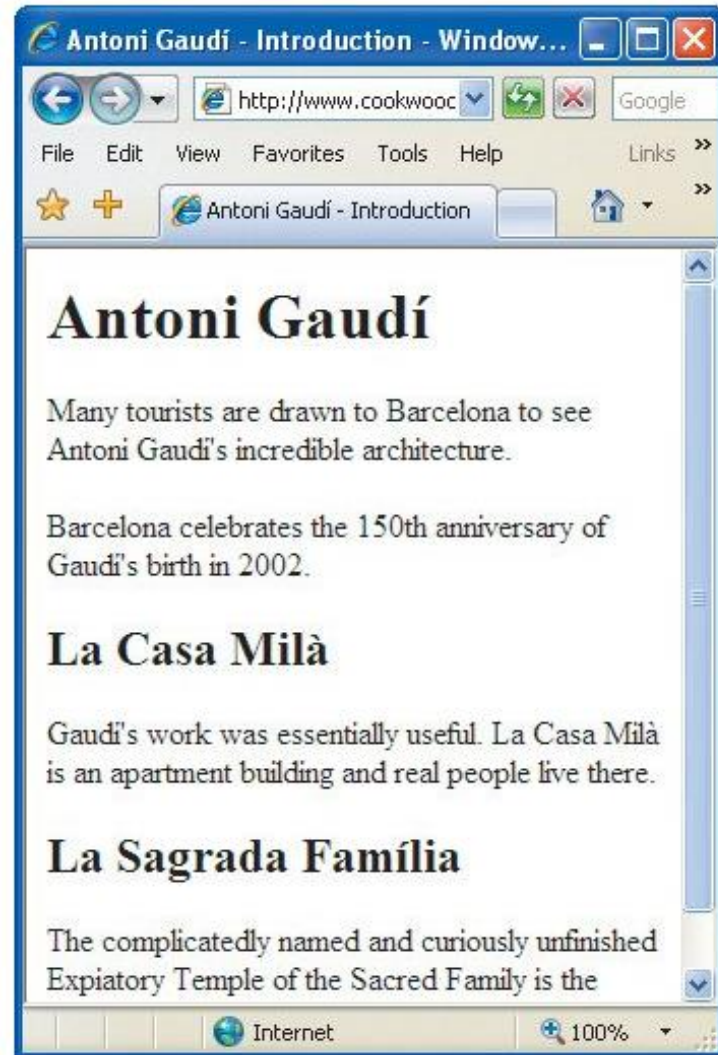 Antoni Gaudí - Introduction - Window...
http://www.cookwooc
Google
File Edit View Favorites Tools Help Links »
»
Antoni Gaudí - Introduction
Antoni Gaudí
Many tourists are drawn to Barcelona to see
Antoni Gaudí's incredible architecture.
Barcelona celebrates the 150th anniversary of
Gaudí's birth in 2002.
La Casa Milà
Gaudí's work was essentially useful. La Casa Milà
is an apartment building and real people live there.
La Sagrada Família
The complicatedly named and curiously unfinished
Expiatory Temple of the Sacred Family is the
Internet 100%